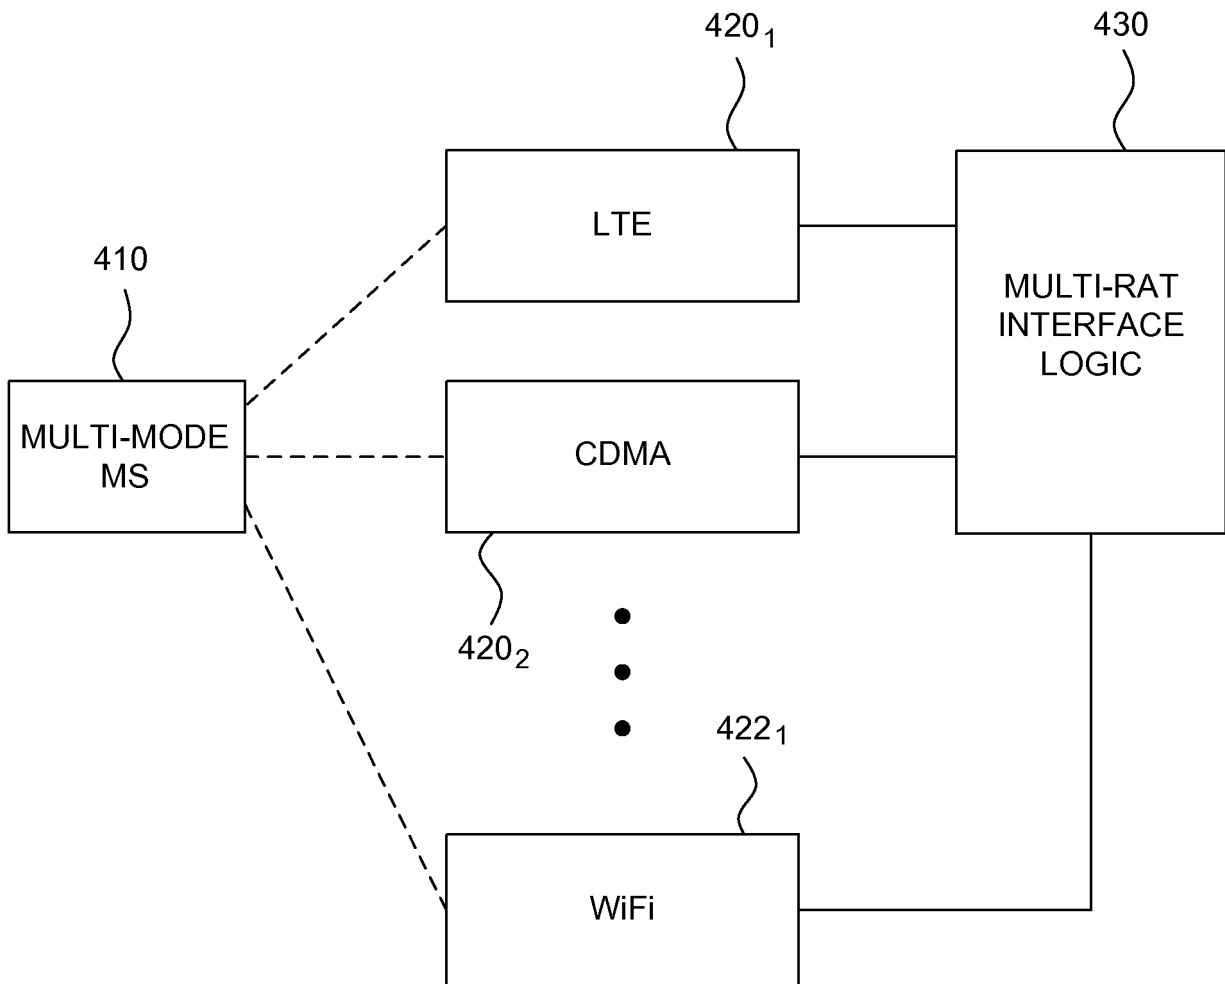 420₁
430
LTE
MULTI-RAT
INTERFACE
LOGIC
410
MULTI-MODE
MS
CDMA
420₂
422₁
WiFi